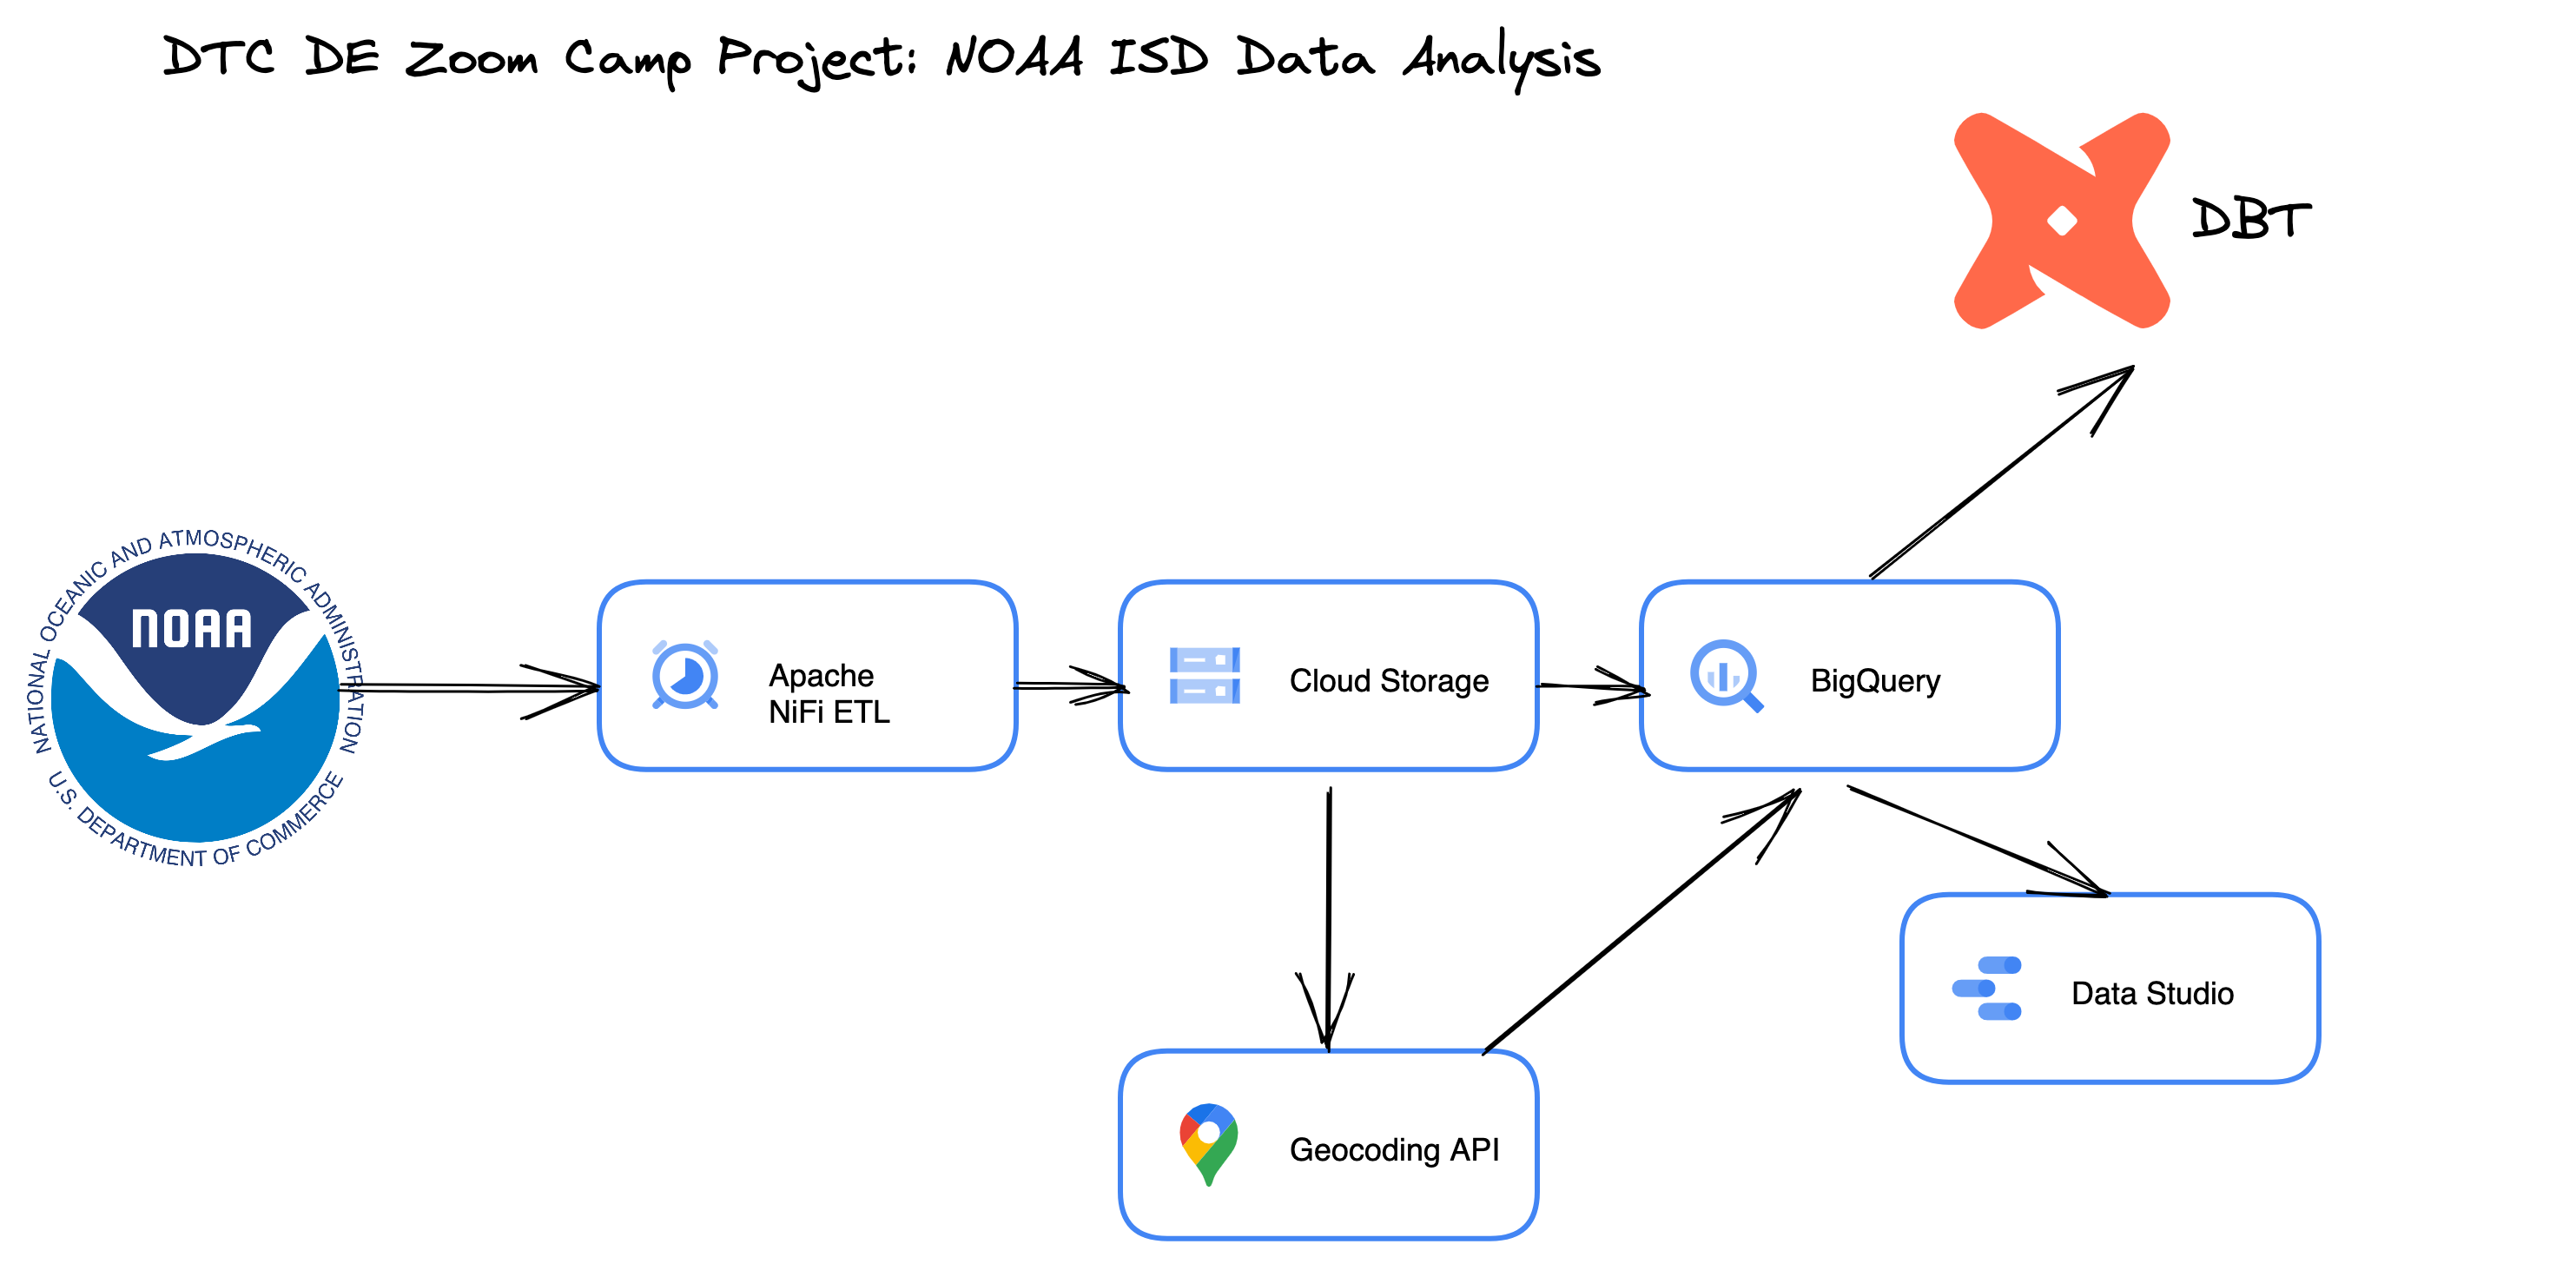 DTC DE Zoom Camp Project: NOAA ISD Data Analysis
DBT
NATIONAL OCEANIC AND ATMOSPHERIC ADMINISTRATION
NOAA
U.S. DEPARTMENT OF COMMERCE
Apache
NiFi ETL
Cloud Storage
BigQuery
Data Studio
Geocoding API